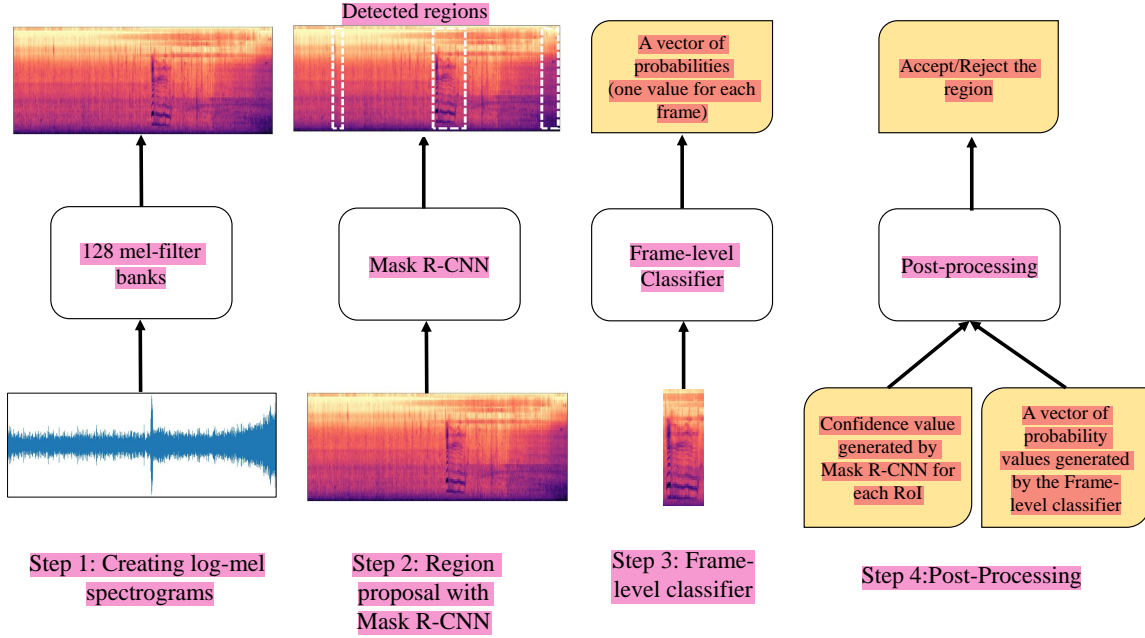 Detected regions
A vector of
probabilities
(one value for each
frame)
Accept/Reject the
region
128 mel-filter
banks
Mask R-CNN
Frame-level
Classifier
Post-processing
Confidence value
generated by
Mask R-CNN for
each RoI
A vector of
probability
values generated
by the Frame-
level classifier
Step 1: Creating log-mel
spectrograms
Step 2: Region
proposal with
Mask R-CNN
Step 3: Frame-
level classifier
Step 4:Post-Processing